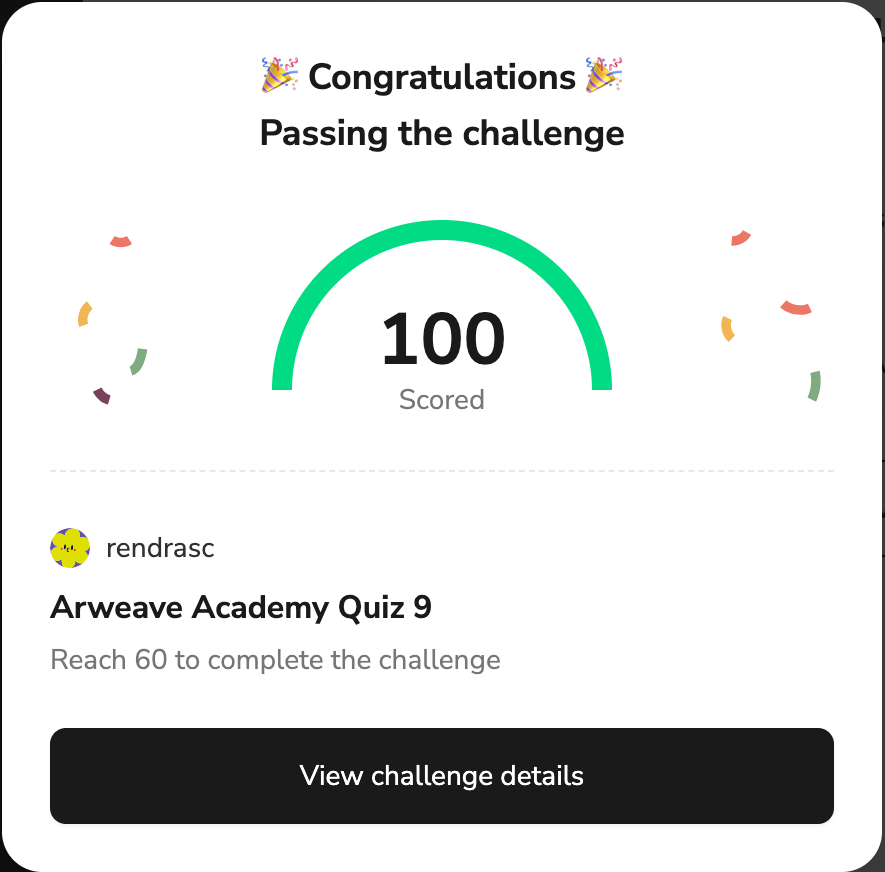 🎉 Congratulations 🎉
Passing the challenge
100
Scored
rendrasc
Arweave Academy Quiz 9
Reach 60 to complete the challenge
View challenge details